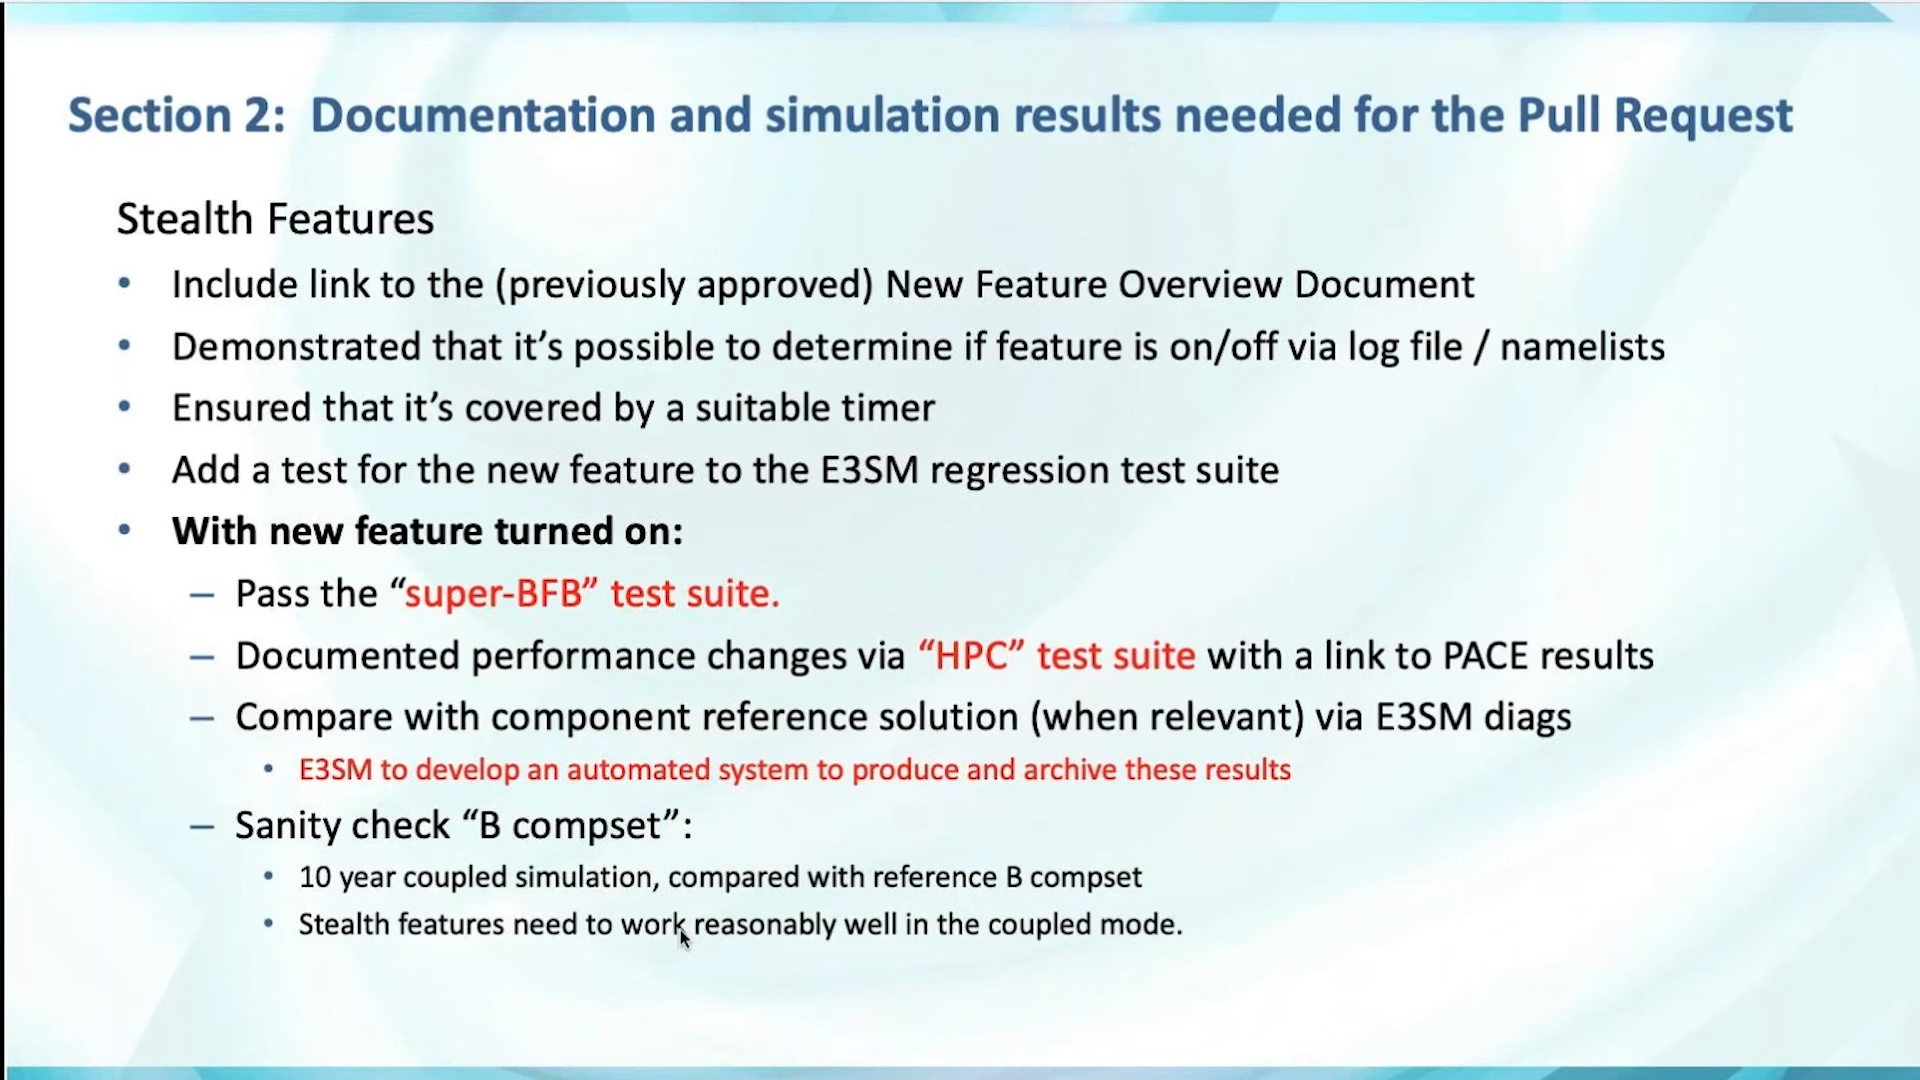 Section 2: Documentation and simulation results needed for the Pull Request
Stealth Features
• Include link to the (previously approved) New Feature Overview Document
• Demonstrated that it’s possible to determine if feature is on/off via log file / namelists
• Ensured that it’s covered by a suitable timer
• Add a test for the new feature to the E3SM regression test suite
• With new feature turned on:
– Pass the “super-BFB” test suite.
– Documented performance changes via “HPC” test suite with a link to PACE results
– Compare with component reference solution (when relevant) via E3SM diags
• E3SM to develop an automated system to produce and archive these results
– Sanity check “B compset”:
• 10 year coupled simulation, compared with reference B compset
• Stealth features need to work reasonably well in the coupled mode.